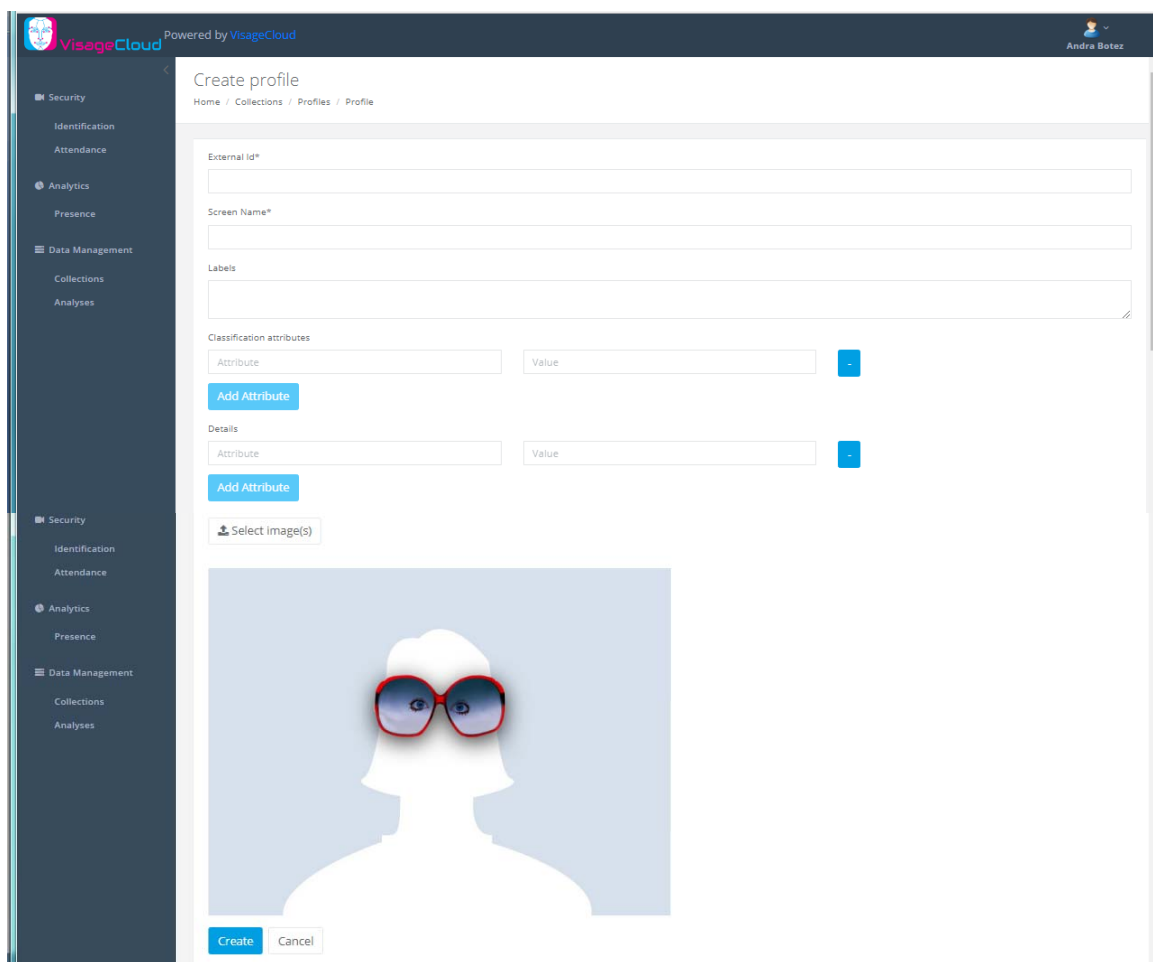 VisageCloud Powered by VisageCloud
Andra Botez
Create profile
Home / Collections / Profiles / Profile
Security
Identification
Attendance
Analytics
Presence
Data Management
Collections
Analyses
External Id*
Screen Name*
Labels
Classification attributes
Attribute Value -
Add Attribute
Details
Attribute Value -
Add Attribute
Security
Identification
Attendance
Analytics
Presence
Data Management
Collections
Analyses
Select image(s)
Create Cancel